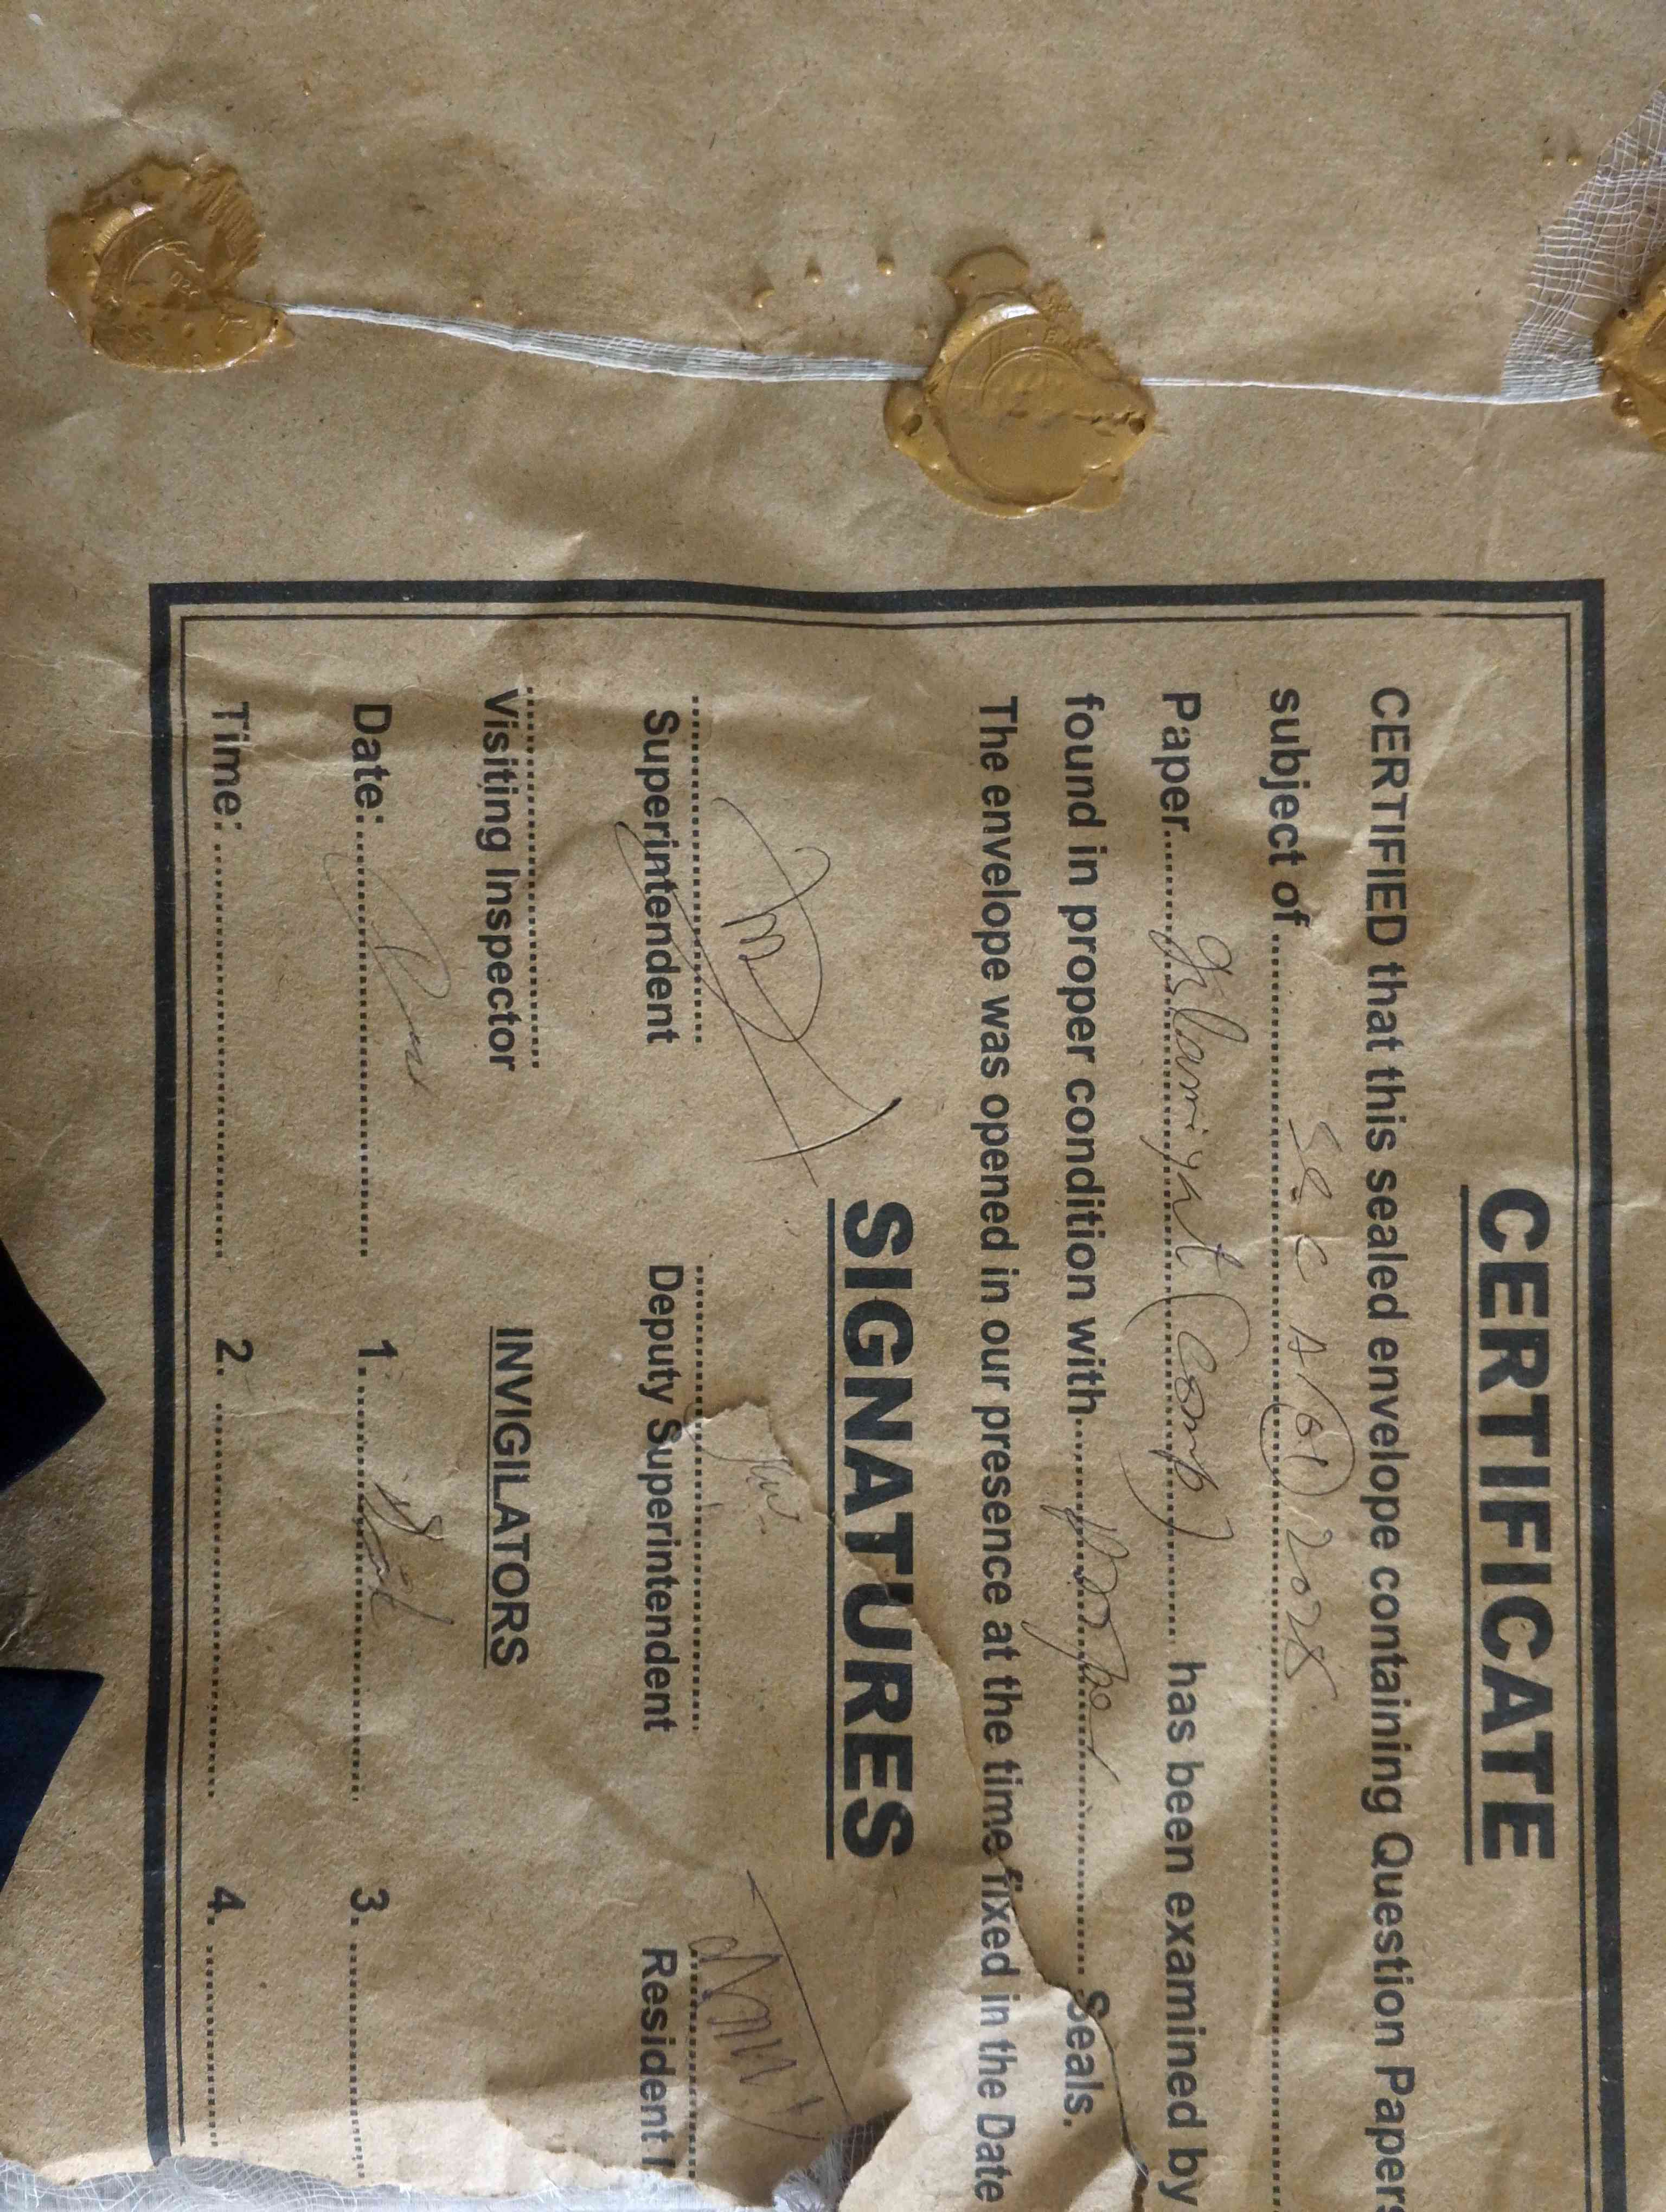 CERTIFICATE
CERTIFIED that this sealed envelope containing Question Papers
subject of
Paper (Comp) has been examined by
found in proper condition with Proper Seals.
The envelope was opened in our presence at the time fixed in the Date
SIGNATURES
Superintendent Deputy Superintendent Resident I
Visiting Inspector INVIGILATORS
Date: 1. 3.
Time: 2. 4.